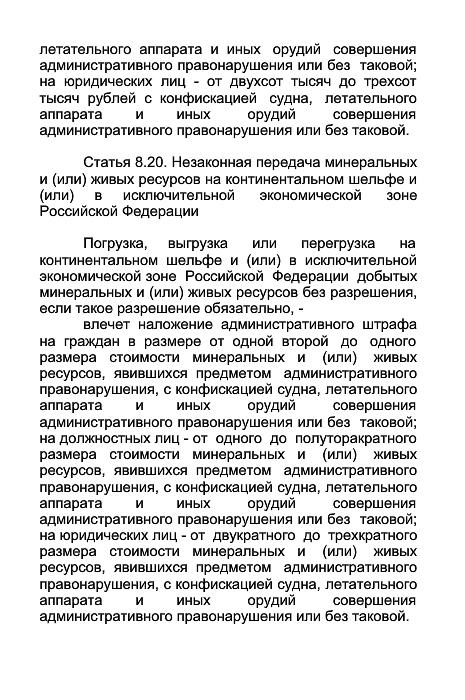 летательного аппарата и иных орудий совершения
административного правонарушения или без таковой;
на юридических лиц - от двухсот тысяч до трехсот
тысяч рублей с конфискацией судна, летательного
аппарата и иных орудий совершения
административного правонарушения или без таковой.
Статья 8.20. Незаконная передача минеральных
и (или) живых ресурсов на континентальном шельфе и
(или) в исключительной экономической зоне
Российской Федерации
Погрузка, выгрузка или перегрузка на
континентальном шельфе и (или) в исключительной
экономической зоне Российской Федерации добытых
минеральных и (или) живых ресурсов без разрешения,
если такое разрешение обязательно, -
влечет наложение административного штрафа
на граждан в размере от одной второй до одного
размера стоимости минеральных и (или) живых
ресурсов, явившихся предметом административного
правонарушения, с конфискацией судна, летательного
аппарата и иных орудий совершения
административного правонарушения или без таковой;
на должностных лиц - от одного до полуторакратного
размера стоимости минеральных и (или) живых
ресурсов, явившихся предметом административного
правонарушения, с конфискацией судна, летательного
аппарата и иных орудий совершения
административного правонарушения или без таковой;
на юридических лиц - от двукратного до трехкратного
размера стоимости минеральных и (или) живых
ресурсов, явившихся предметом административного
правонарушения, с конфискацией судна, летательного
аппарата и иных орудий совершения
административного правонарушения или без таковой.